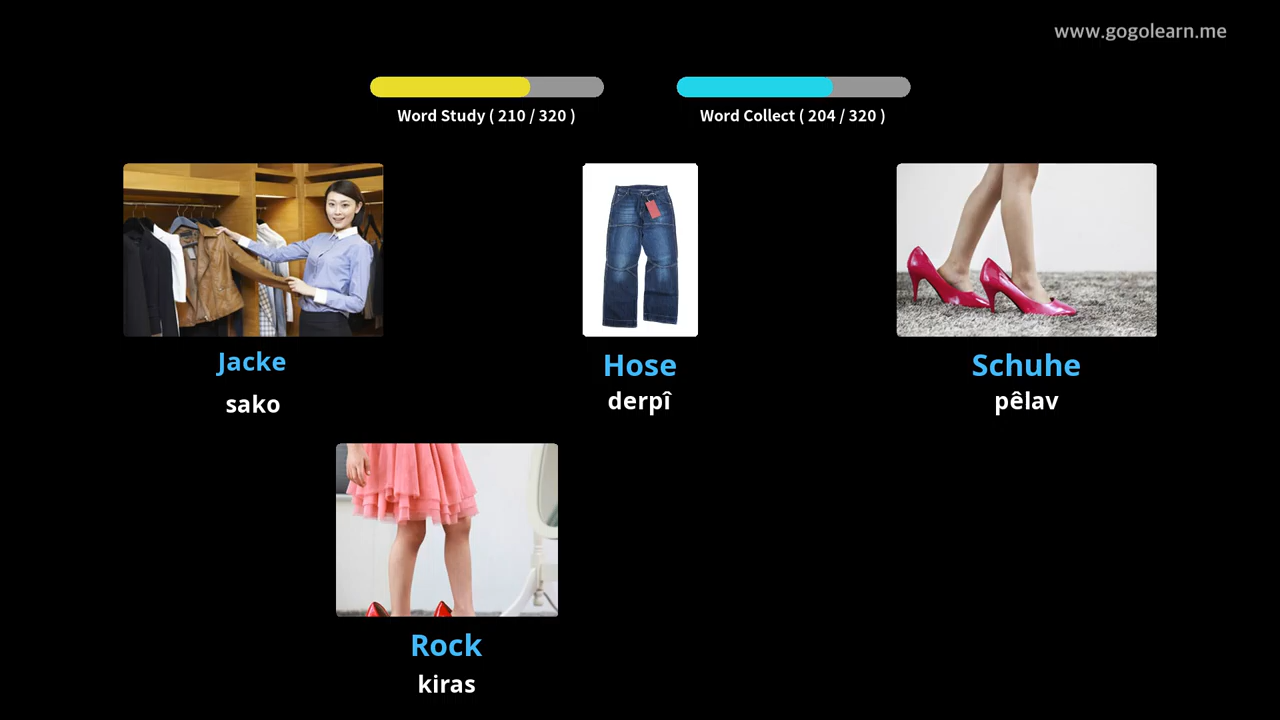 www.gogolearn.me
Word Study ( 210 / 320 )
Word Collect ( 204 / 320 )
Jacke
sako
Hose
derpî
Schuhe
pêlav
Rock
kiras